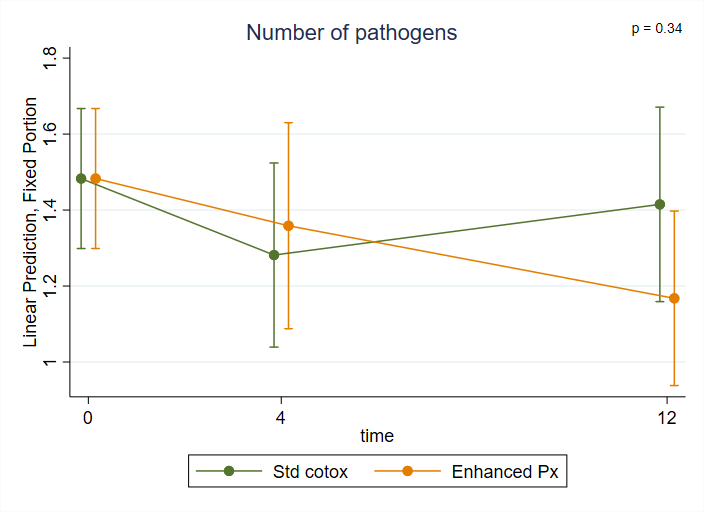 Number of pathogens
p = 0.34
Linear Prediction, Fixed Portion
1.8
1.6
1.4
1.2
1
0
4
12
time
Std cotox
Enhanced Px